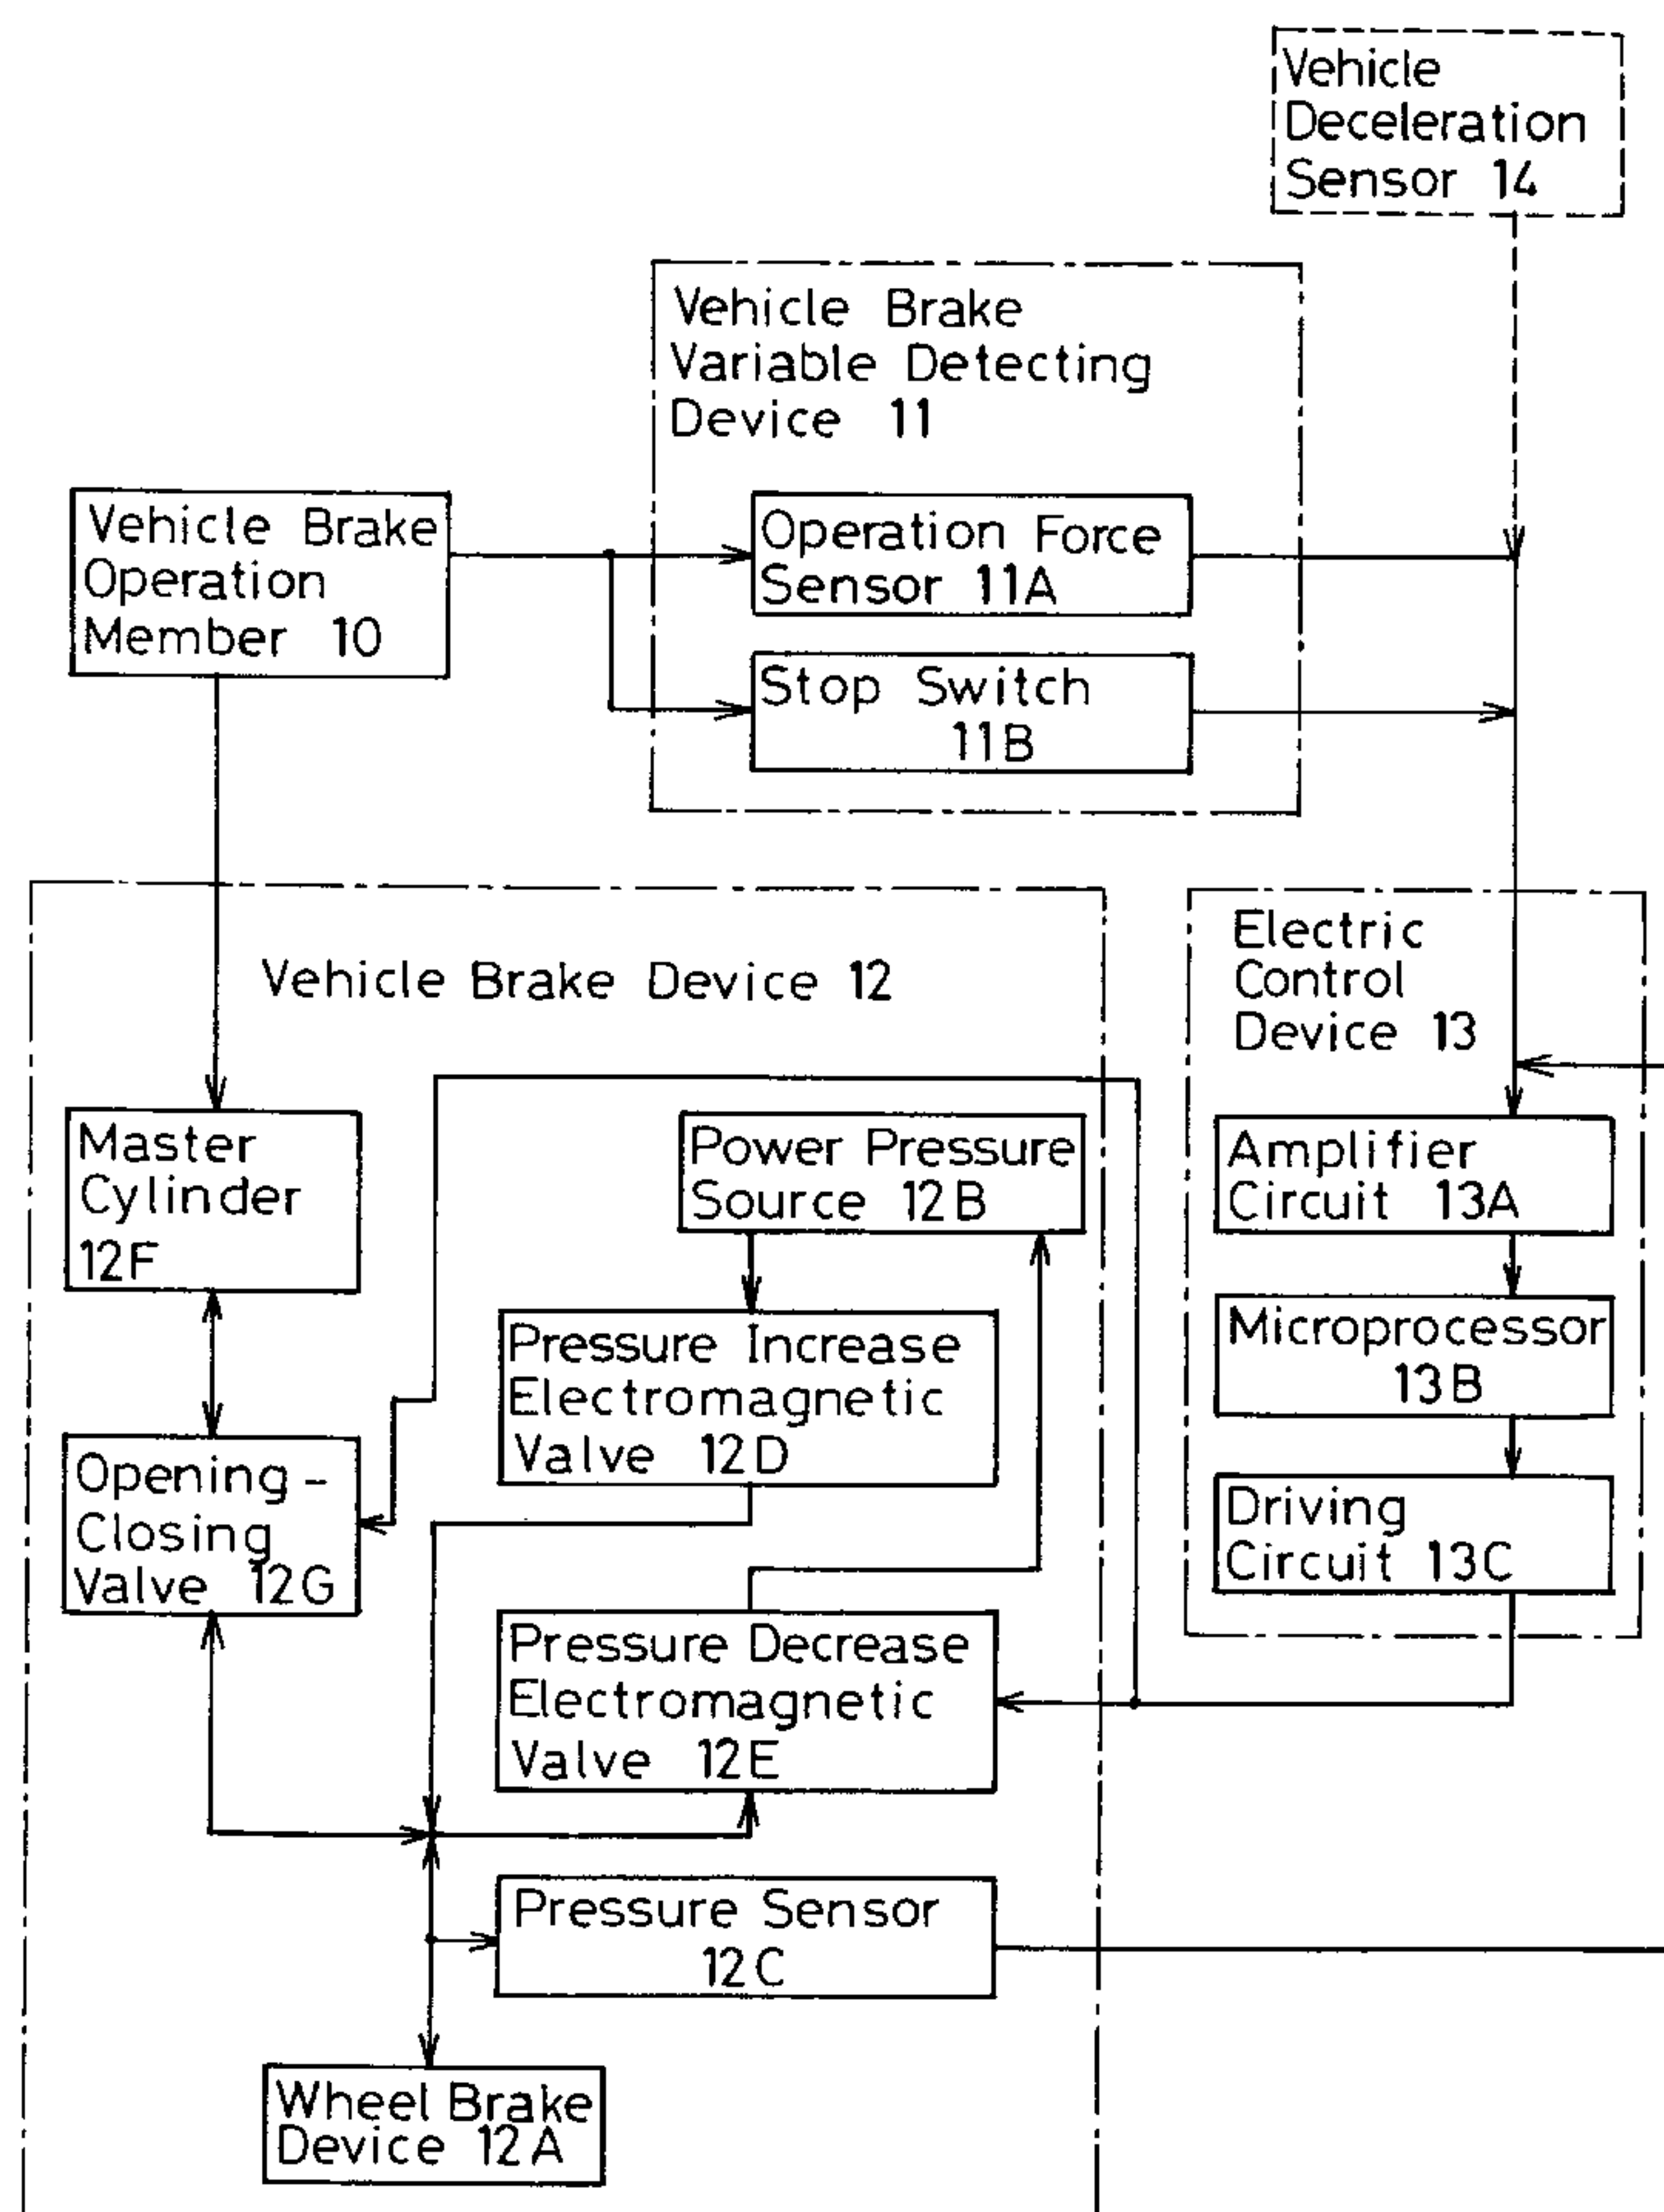 Vehicle
Deceleration
Sensor 14
Vehicle Brake
Variable Detecting
Device 11
Vehicle Brake
Operation
Member 10
Operation Force
Sensor 11A
Stop Switch
11B
Vehicle Brake Device 12
Electric
Control
Device 13
Master
Cylinder
12F
Power Pressure
Source 12B
Amplifier
Circuit 13A
Pressure Increase
Electromagnetic
Valve 12D
Microprocessor
13B
Opening-
Closing
Valve 12G
Driving
Circuit 13C
Pressure Decrease
Electromagnetic
Valve 12E
Pressure Sensor
12C
Wheel Brake
Device 12A